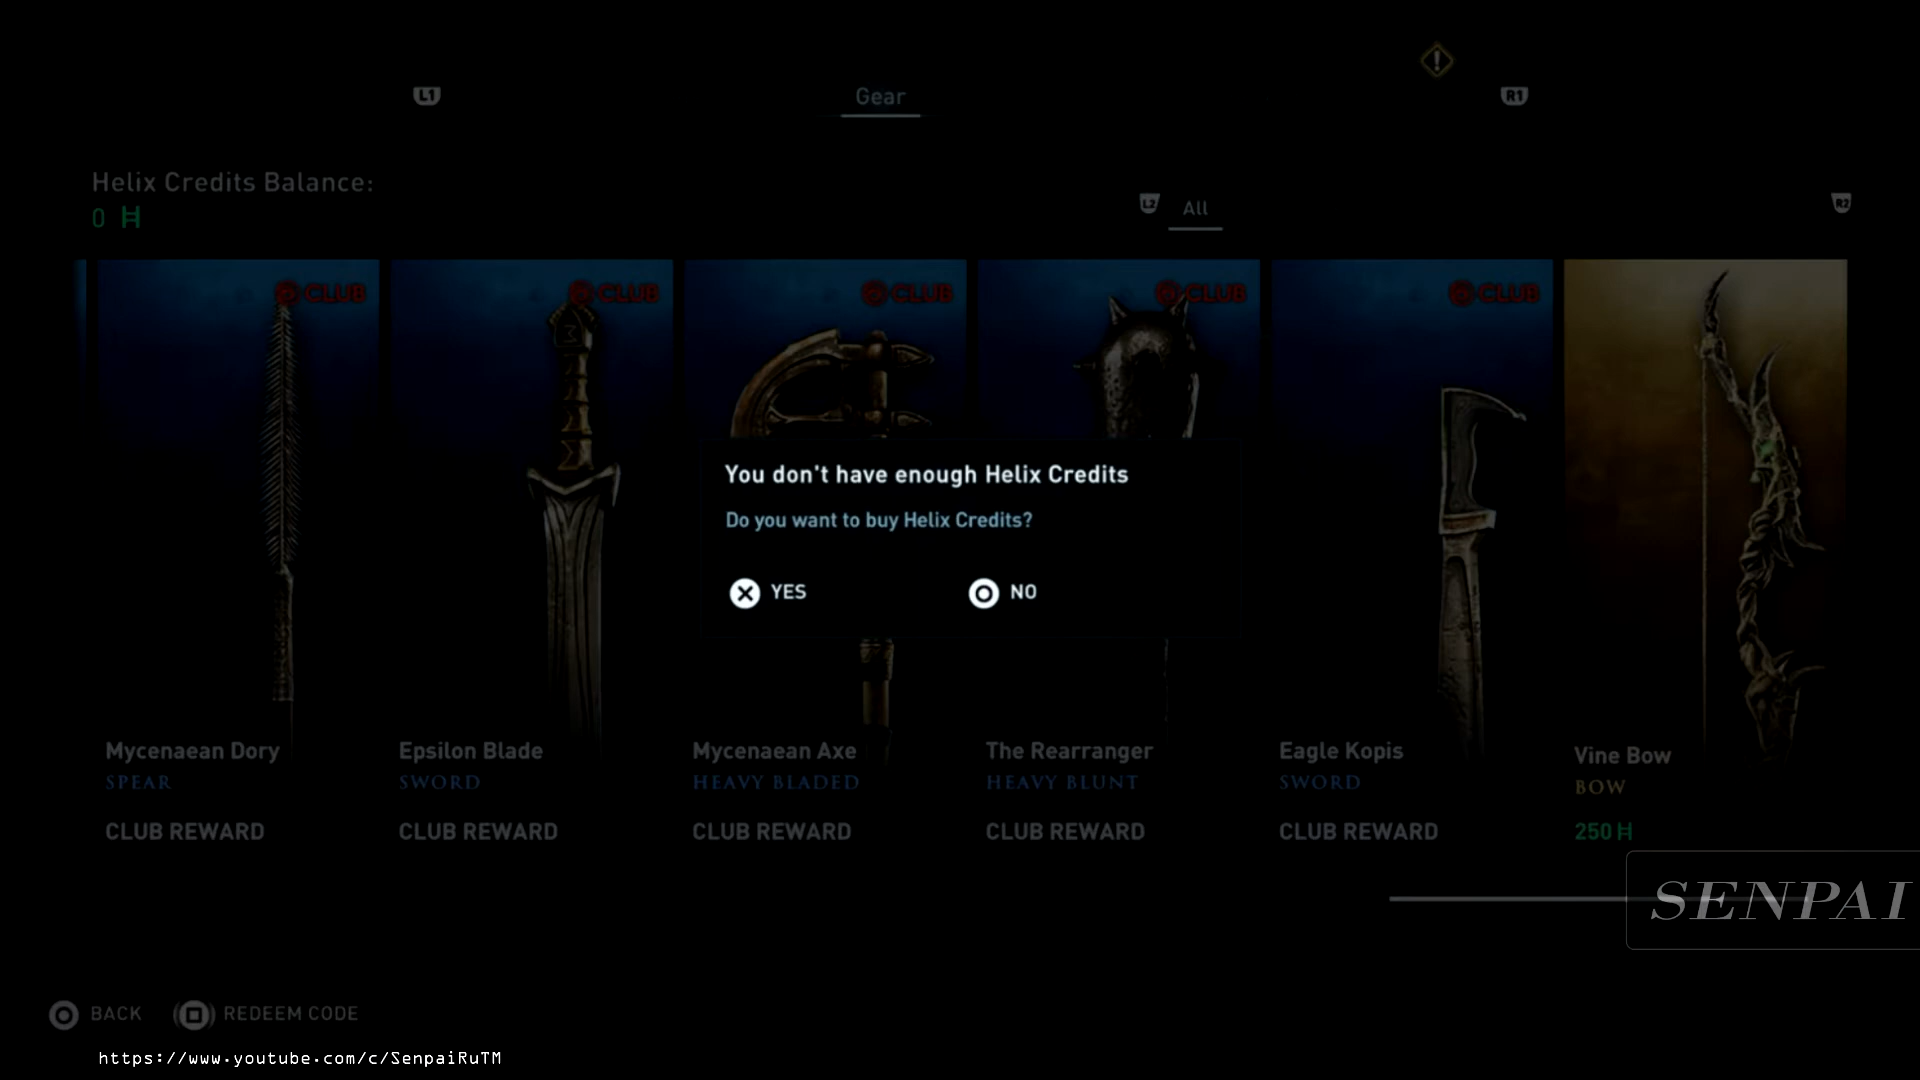 L1
Gear
R1
Helix Credits Balance:
0
L2
All
R2
CLUB
CLUB
CLUB
CLUB
CLUB
You don't have enough Helix Credits
Do you want to buy Helix Credits?
YES
NO
Mycenaean Dory
SPEAR
CLUB REWARD
Epsilon Blade
SWORD
CLUB REWARD
Mycenaean Axe
HEAVY BLADED
CLUB REWARD
The Rearranger
HEAVY BLUNT
CLUB REWARD
Eagle Kopis
SWORD
CLUB REWARD
Vine Bow
BOW
250
SENPAI
BACK
REDEEM CODE
https://www.youtube.com/c/SenpaiRuTM